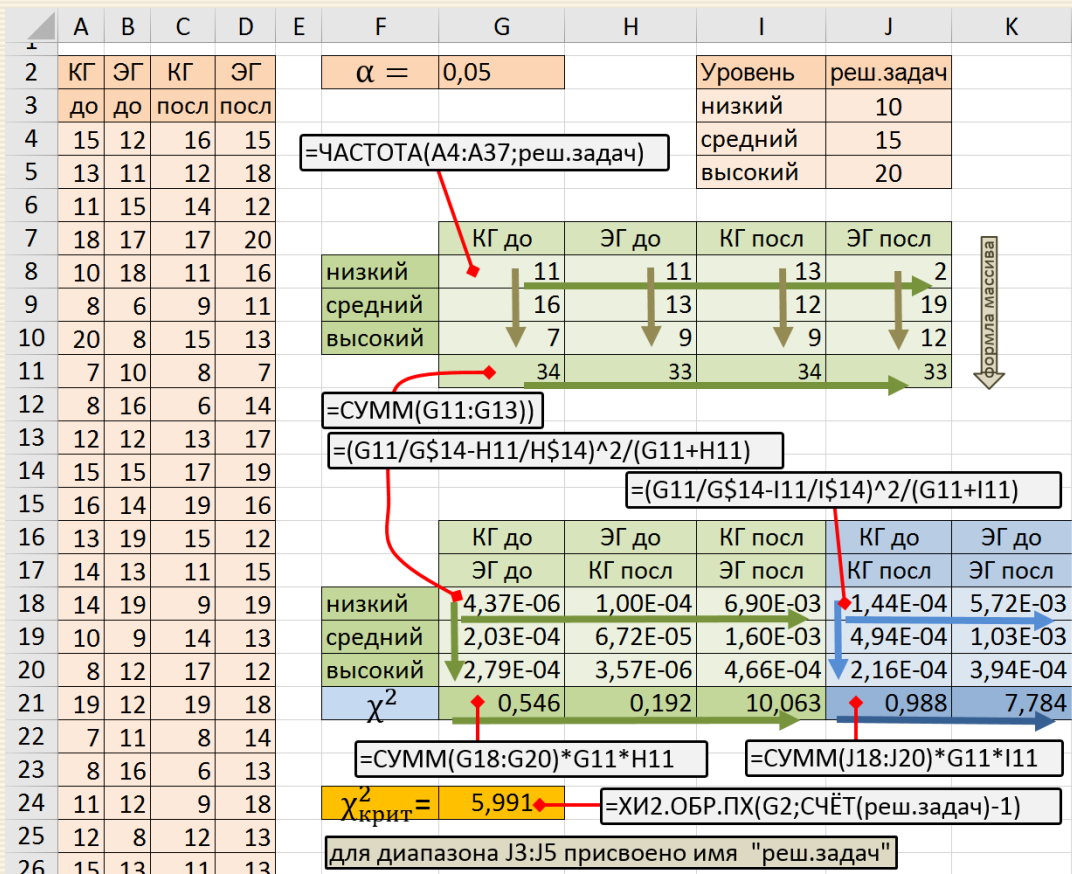 A B C D E F G H I J K
1
2 КГ ЭГ КГ ЭГ α = 0,05 Уровень реш.задач
3 до до посл посл низкий 10
4 15 12 16 15 средний 15
=ЧАСТОТА(A4:A37;реш.задач)
5 13 11 12 18 высокий 20
6 11 15 14 12
7 18 17 17 20 КГ до ЭГ до КГ посл ЭГ посл
8 10 18 11 16 низкий 11 11 13 2
9 8 6 9 11 средний 16 13 12 19
10 20 8 15 13 высокий 7 9 9 12
формла массива
11 7 10 8 7 34 33 34 33
12 8 16 6 14 =СУММ(G11:G13))
13 12 12 13 17 =(G11/G$14-H11/H$14)^2/(G11+H11)
14 15 15 17 19 =(G11/G$14-I11/I$14)^2/(G11+I11)
15 16 14 19 16
16 13 19 15 12 КГ до ЭГ до КГ посл КГ до ЭГ до
17 14 13 11 15 ЭГ до КГ посл ЭГ посл КГ посл ЭГ посл
18 14 19 9 19 низкий 4,37E-06 1,00E-04 6,90E-03 1,44E-04 5,72E-03
19 10 9 14 13 средний 2,03E-04 6,72E-05 1,60E-03 4,94E-04 1,03E-03
20 8 12 17 12 высокий 2,79E-04 3,57E-06 4,66E-04 2,16E-04 3,94E-04
21 19 12 19 18 χ² 0,546 0,192 10,063 0,988 7,784
22 7 11 8 14 =СУММ(G18:G20)*G11*H11 =СУММ(J18:J20)*G11*I11
23 8 16 6 13
24 11 12 9 18 χ²крит= 5,991 =ХИ2.ОБР.ПХ(G2;СЧЁТ(реш.задач)-1)
25 12 8 12 13 для диапазона J3:J5 присвоено имя "реш.задач"
26 15 13 11 13